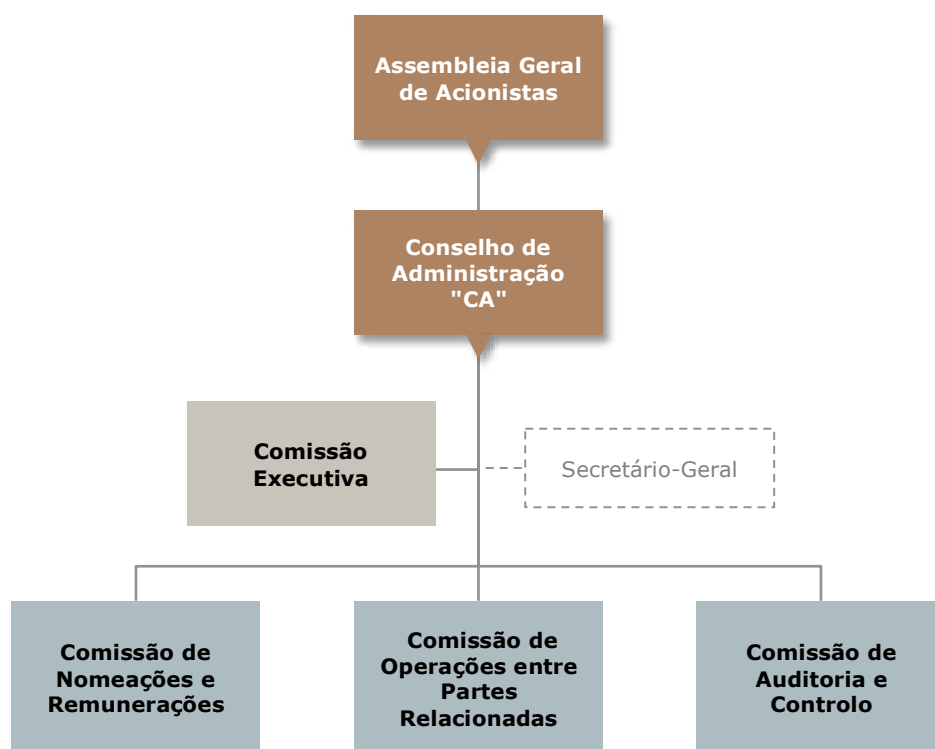 Assembleia Geral
de Acionistas
Conselho de
Administração
"CA"
Comissão
Executiva
Secretário-Geral
Comissão de
Nomeações e
Remunerações
Comissão de
Operações entre
Partes
Relacionadas
Comissão de
Auditoria e
Controlo